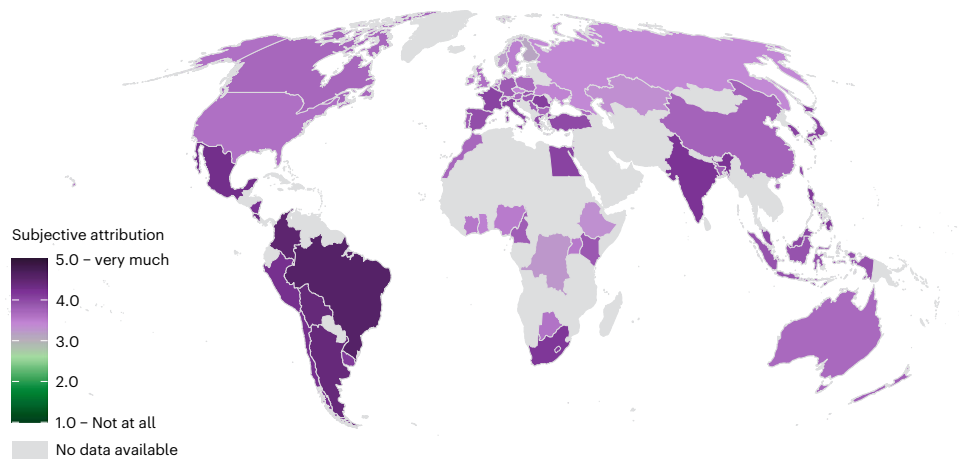 Subjective attribution
5.0 – very much
4.0
3.0
2.0
1.0 – Not at all
No data available